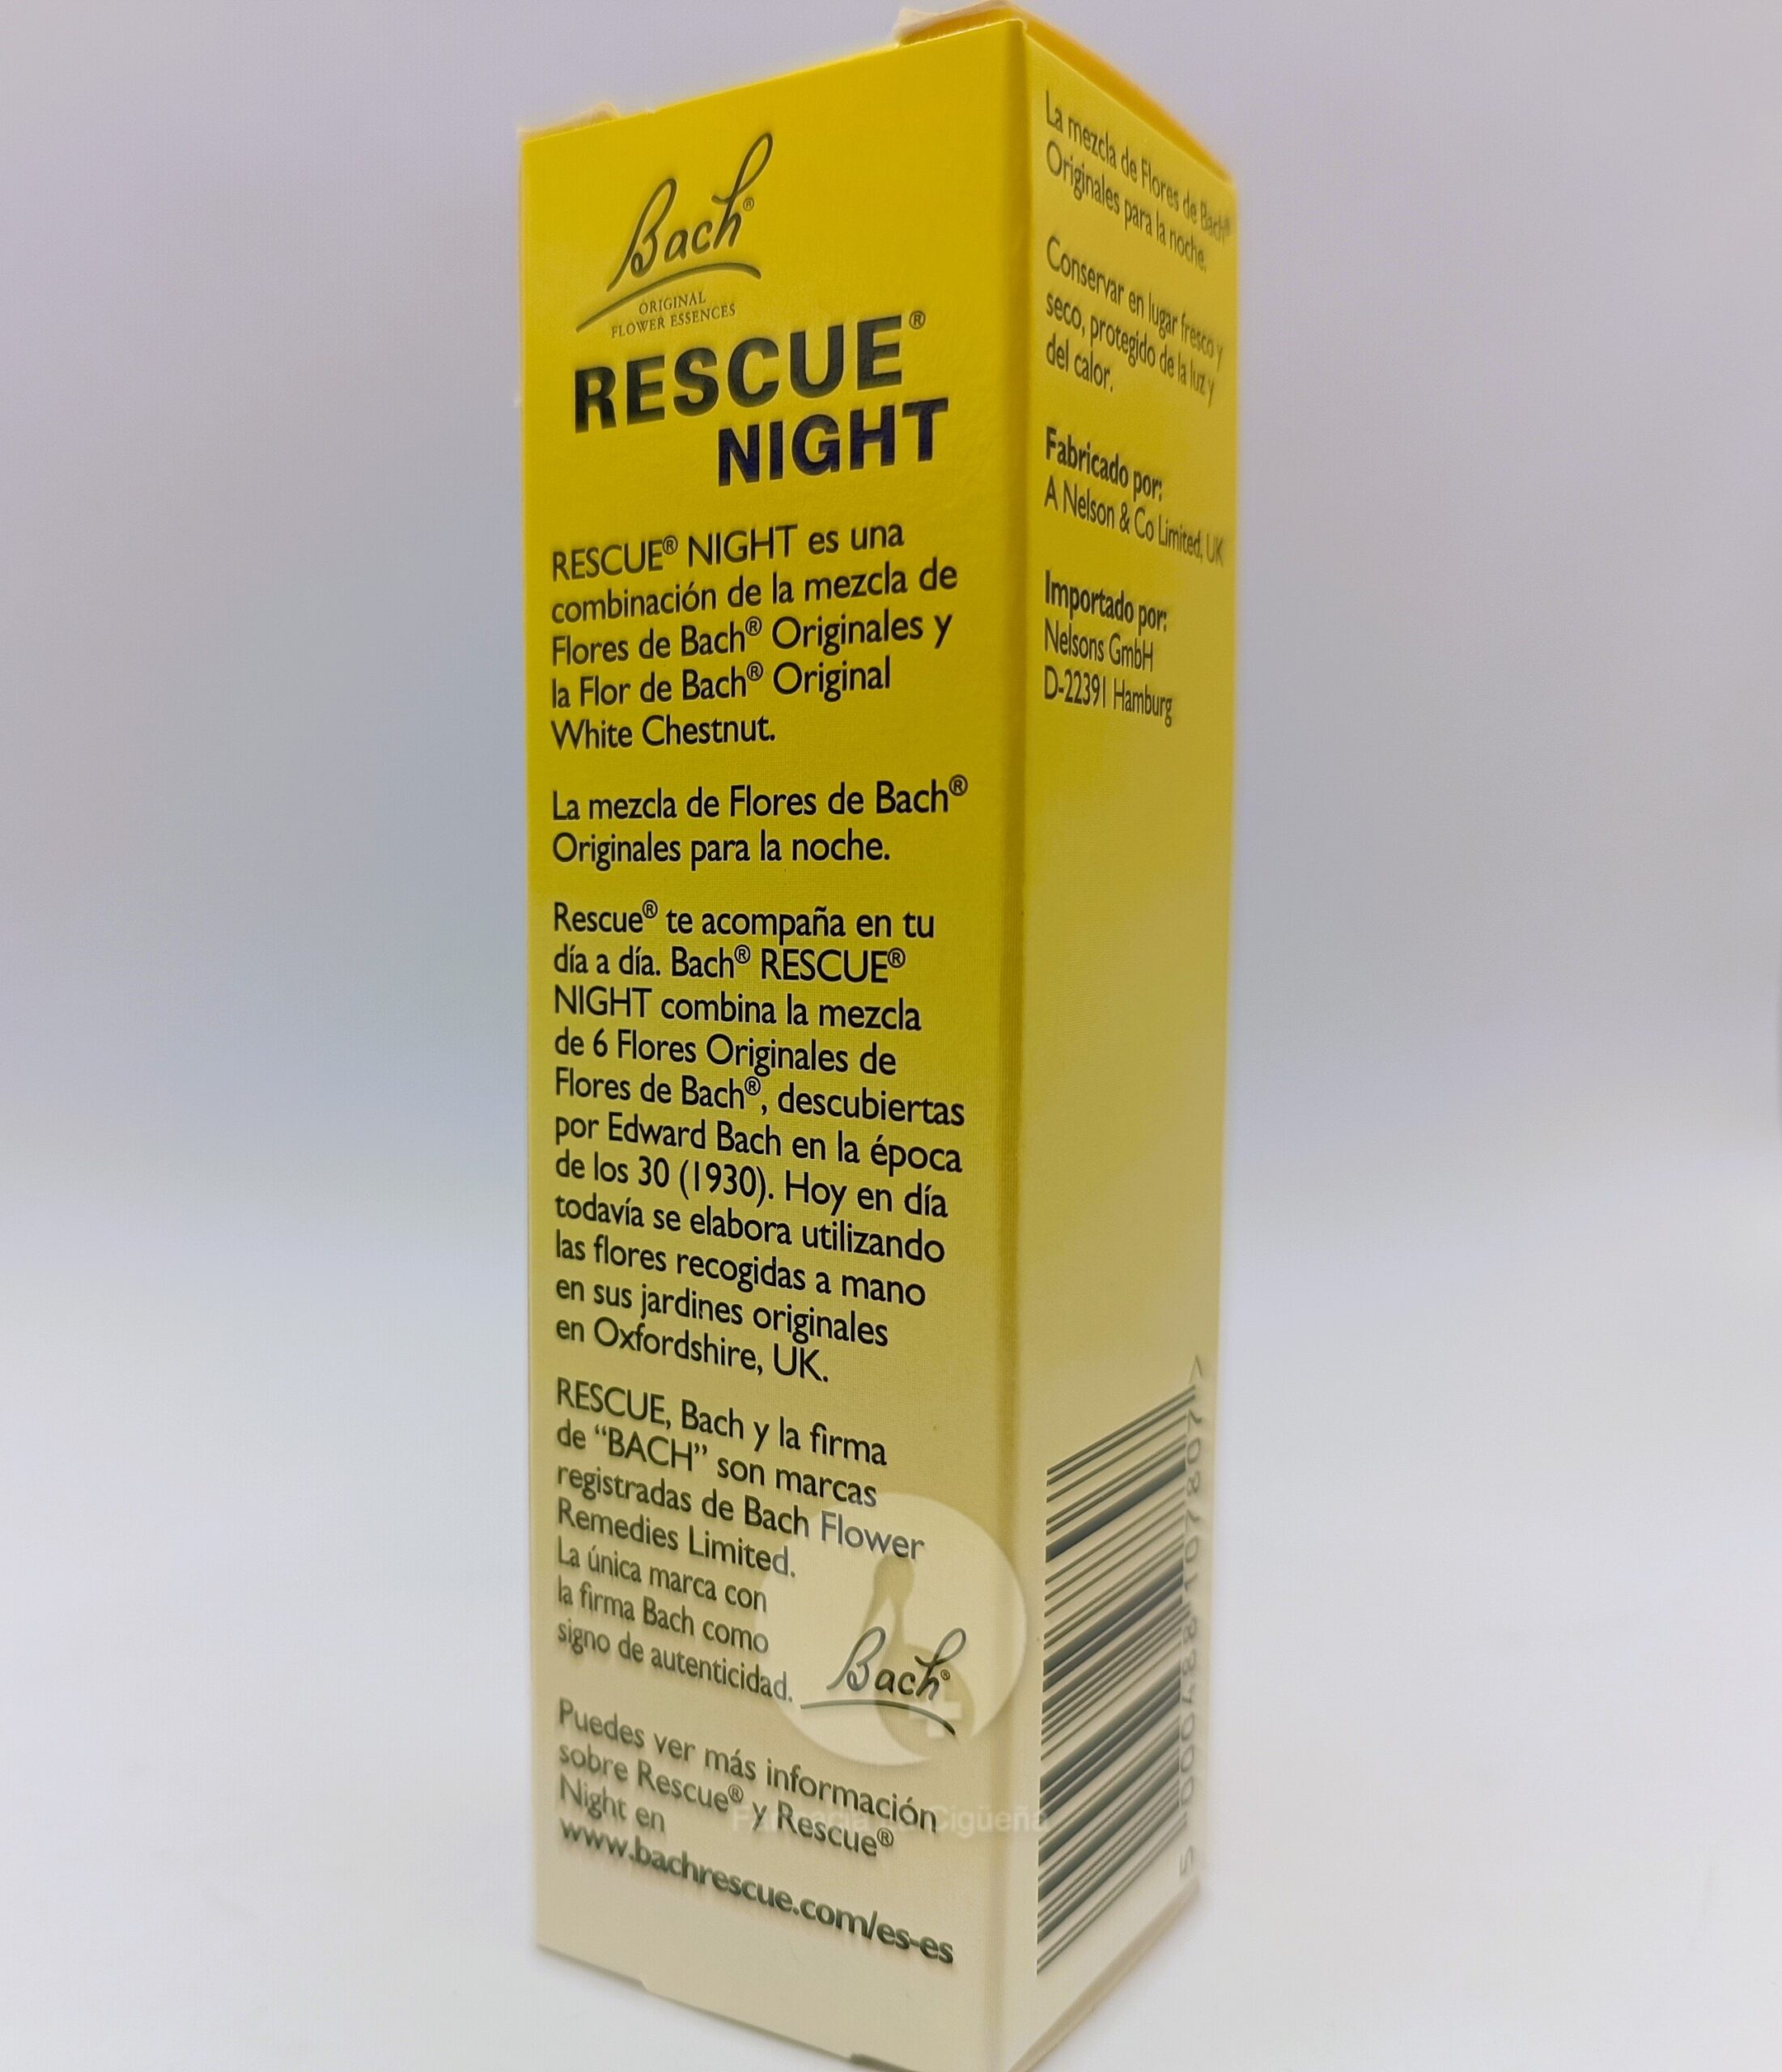 Bach®
ORIGINAL
FLOWER ESSENCES
RESCUE®
NIGHT
RESCUE® NIGHT es una
combinación de la mezcla de
Flores de Bach® Originales y
la Flor de Bach® Original
White Chestnut.
La mezcla de Flores de Bach®
Originales para la noche.
Rescue® te acompaña en tu
día a día. Bach® RESCUE®
NIGHT combina la mezcla
de 6 Flores Originales de
Flores de Bach®, descubiertas
por Edward Bach en la época
de los 30 (1930). Hoy en día
todavía se elabora utilizando
las flores recogidas a mano
en sus jardines originales
en Oxfordshire, UK.
RESCUE, Bach y la firma
de “BACH” son marcas
registradas de Bach Flower
Remedies Limited.
La única marca con
la firma Bach como
signo de autenticidad.
Bach®
Puedes ver más información
sobre Rescue® y Rescue®
Night en
www.bachrescue.com/es-es
Farmacia La Cigüeña
La mezcla de Flores de Bach®
Originales para la noche.
Conservar en lugar fresco y
seco, protegido de la luz y
del calor.
Fabricado por:
A Nelson & Co Limited, UK
Importado por:
Nelsons GmbH
D-22391 Hamburg
5 000488 107807 >